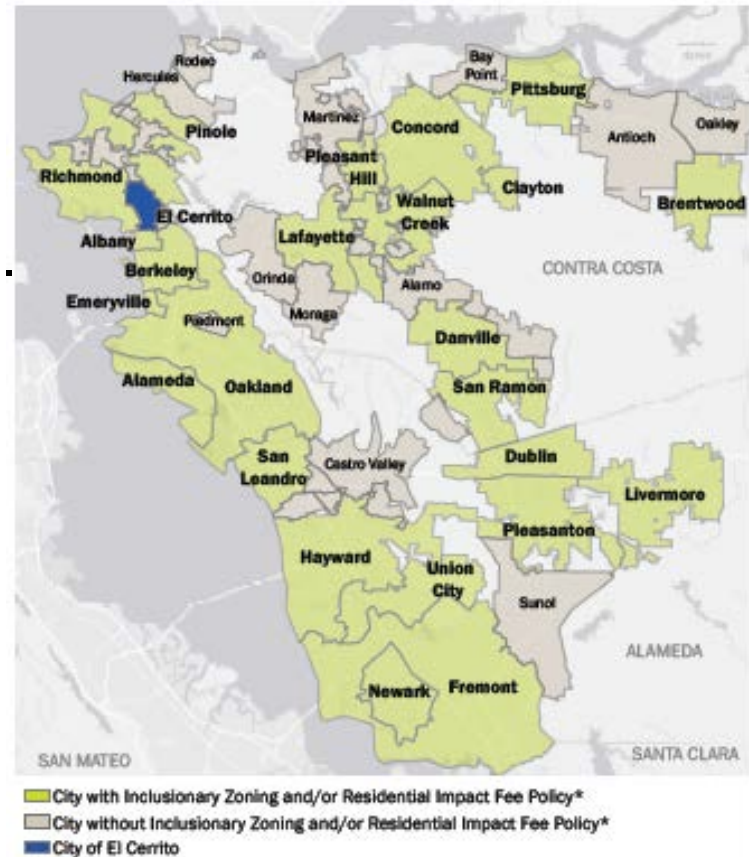 Rodeo
Hercules
Bay
Point
Pittsburg
Pinole
Martinez
Concord
Antioch
Oakley
Richmond
Pleasant
Hill
Clayton
Brentwood
El Cerrito
Walnut
Creek
Albany
Lafayette
Berkeley
Orinda
CONTRA COSTA
Emeryville
Moraga
Alamo
Piedmont
Danville
Alameda
Oakland
San Ramon
San
Leandro
Castro Valley
Dublin
Livermore
Pleasanton
Hayward
Union
City
Sunol
ALAMEDA
Newark
Fremont
SAN MATEO
SANTA CLARA
City with Inclusionary Zoning and/or Residential Impact Fee Policy*
City without Inclusionary Zoning and/or Residential Impact Fee Policy*
City of El Cerrito